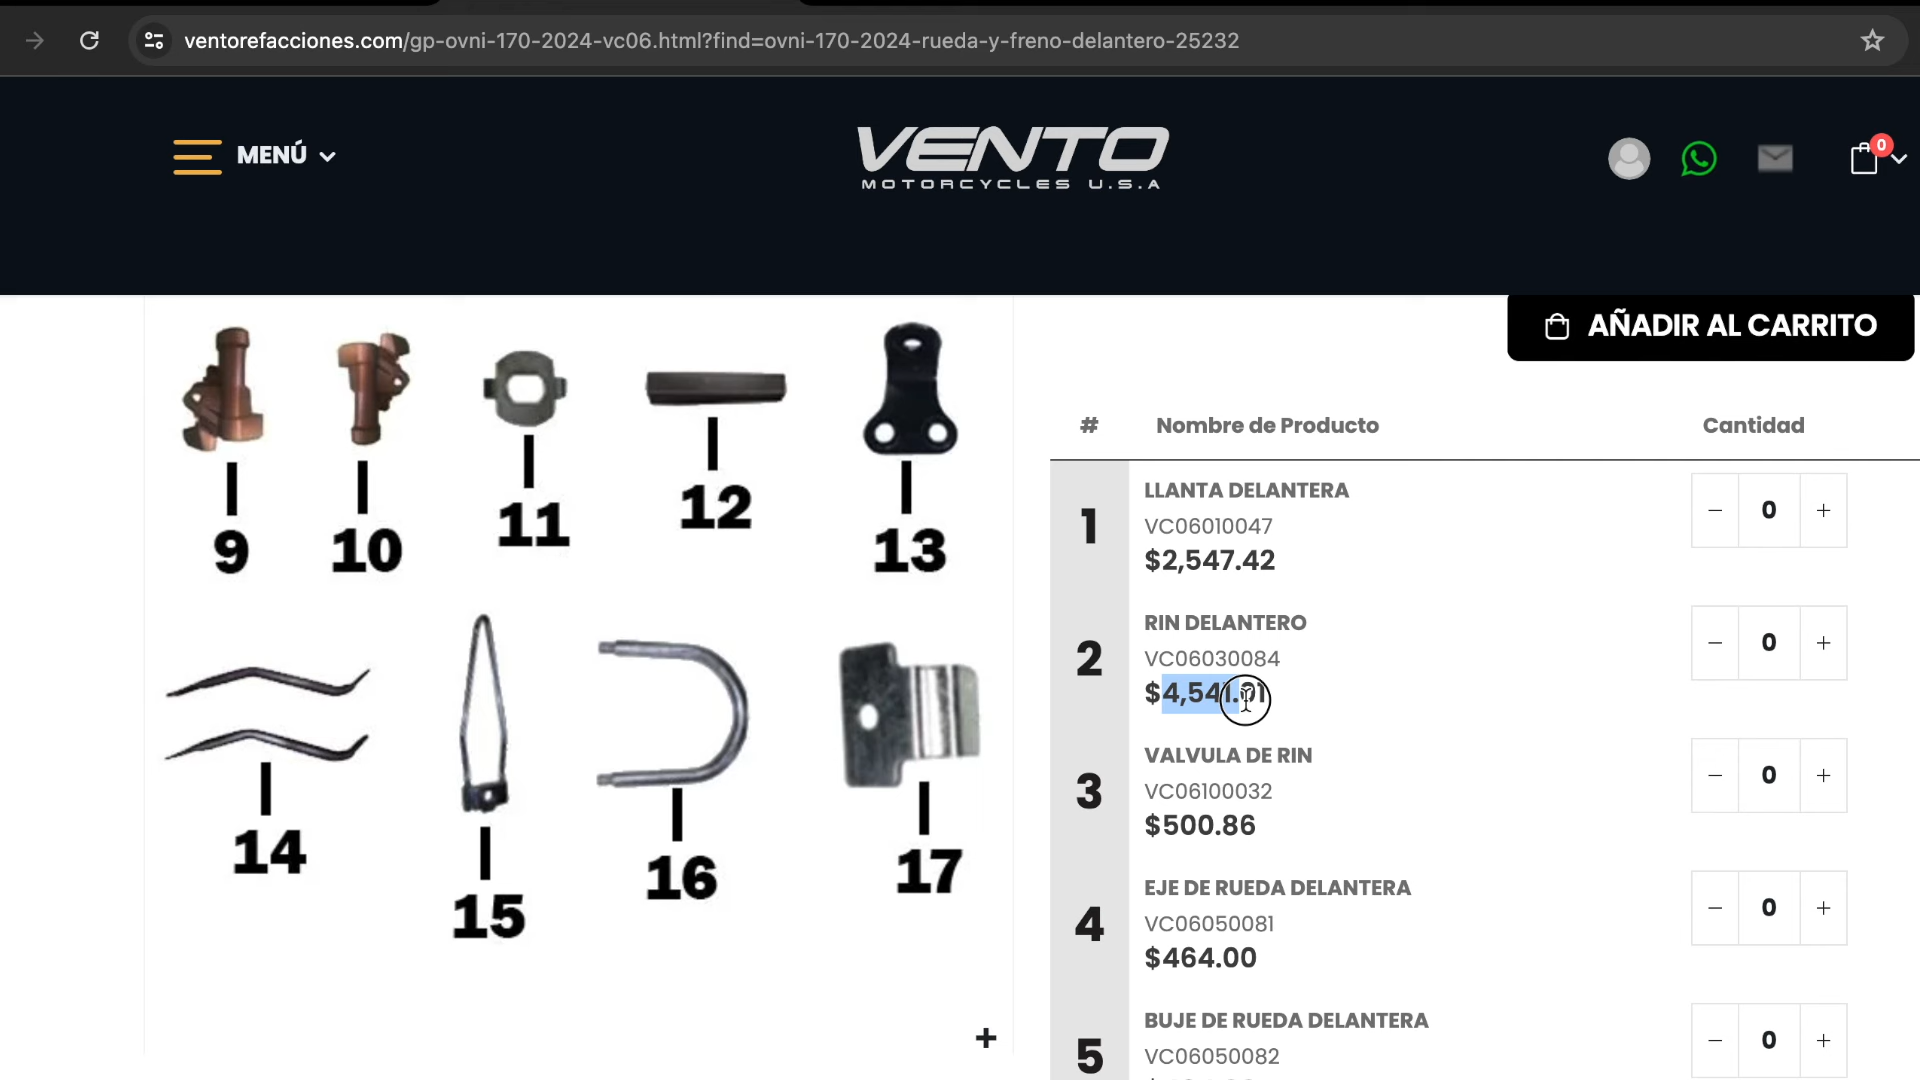 ventorefacciones.com/gp-ovni-170-2024-vc06.html?find=ovni-170-2024-rueda-y-freno-delantero-25232
MENÚ
VENTO
MOTORCYCLES U.S.A
0
AÑADIR AL CARRITO
9
10
11
12
13
14
15
16
17
+
# Nombre de Producto Cantidad
1
LLANTA DELANTERA
VC06010047
$2,547.42
− 0 +
2
RIN DELANTERO
VC06030084
$4,541.01
− 0 +
3
VALVULA DE RIN
VC06100032
$500.86
− 0 +
4
EJE DE RUEDA DELANTERA
VC06050081
$464.00
− 0 +
5
BUJE DE RUEDA DELANTERA
VC06050082
− 0 +